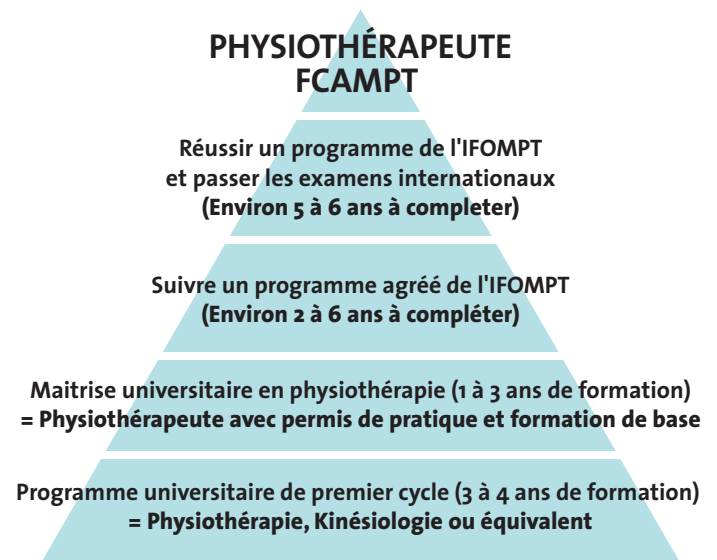 PHYSIOTHÉRAPEUTE
FCAMPT
Réussir un programme de l'IFOMPT
et passer les examens internationaux
(Environ 5 à 6 ans à completer)
Suivre un programme agréé de l'IFOMPT
(Environ 2 à 6 ans à compléter)
Maitrise universitaire en physiothérapie (1 à 3 ans de formation)
= Physiothérapeute avec permis de pratique et formation de base
Programme universitaire de premier cycle (3 à 4 ans de formation)
= Physiothérapie, Kinésiologie ou équivalent